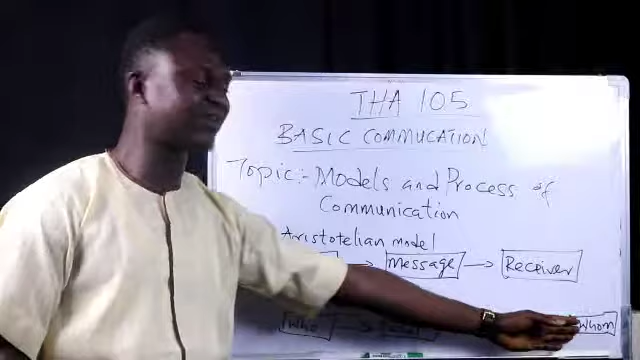 THA 105
BASIC COMMUCATION
Topic:- Models and Process of
Communication
Aristotelian model
Message → Receiver
Who Whom